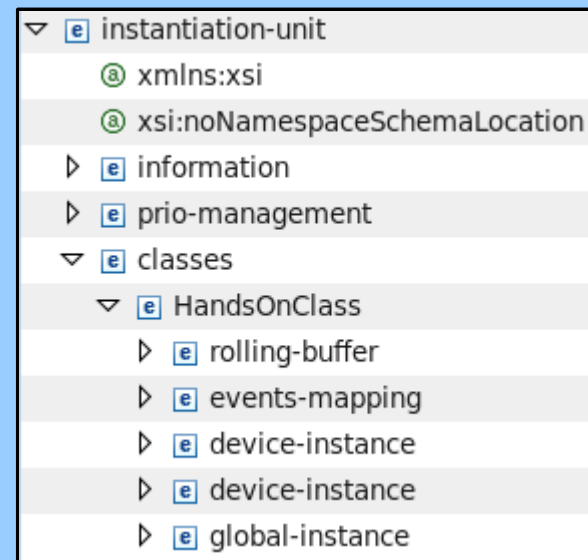 instantiation-unit
xmlns:xsi
xsi:noNamespaceSchemaLocation
information
prio-management
classes
HandsOnClass
rolling-buffer
events-mapping
device-instance
device-instance
global-instance